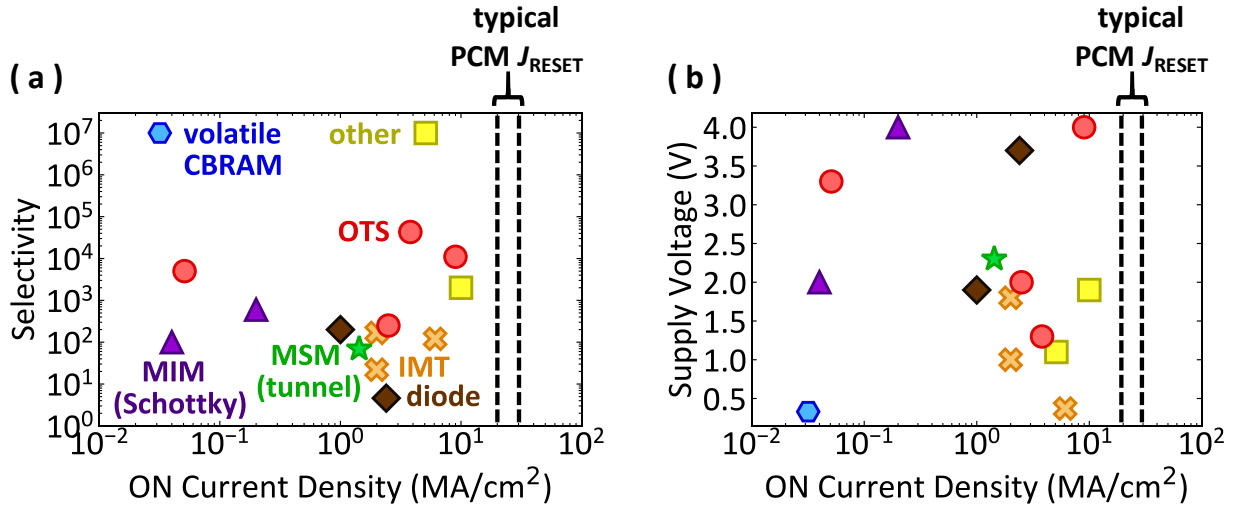 typical
PCM J_RESET
( a )
10^7
10^6
10^5
10^4
10^3
10^2
10^1
10^0
Selectivity
volatile
CBRAM
other
OTS
MIM
(Schottky)
MSM
(tunnel)
IMT
diode
10^-2
10^-1
10^0
10^1
10^2
ON Current Density (MA/cm^2)
typical
PCM J_RESET
( b )
4.0
3.5
3.0
2.5
2.0
1.5
1.0
0.5
Supply Voltage (V)
10^-2
10^-1
10^0
10^1
10^2
ON Current Density (MA/cm^2)